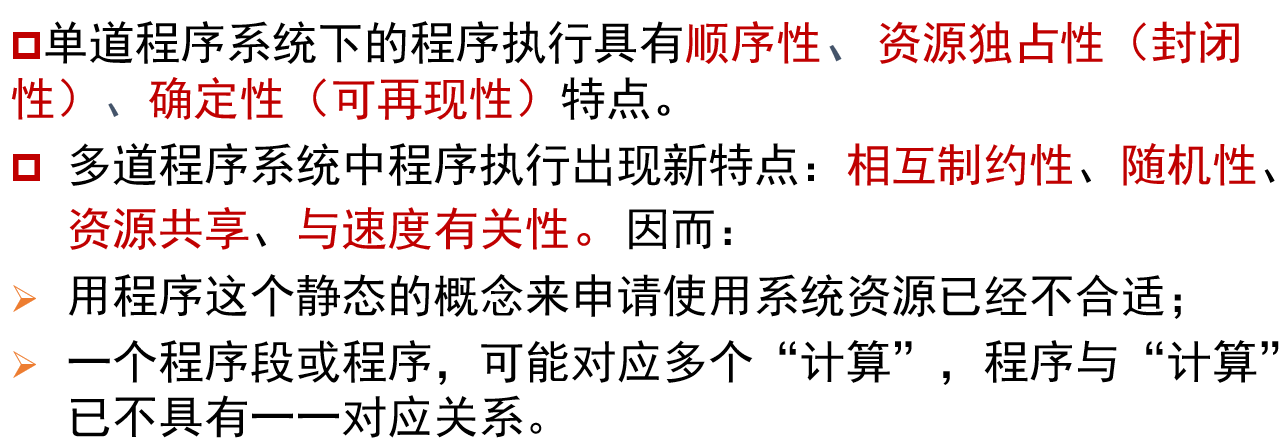 单道程序系统下的程序执行具有顺序性、资源独占性（封闭
性）、确定性（可再现性）特点。
多道程序系统中程序执行出现新特点：相互制约性、随机性、
资源共享、与速度有关性。因而：
用程序这个静态的概念来申请使用系统资源已经不合适；
一个程序段或程序，可能对应多个“计算”，程序与“计算”
已不具有一一对应关系。